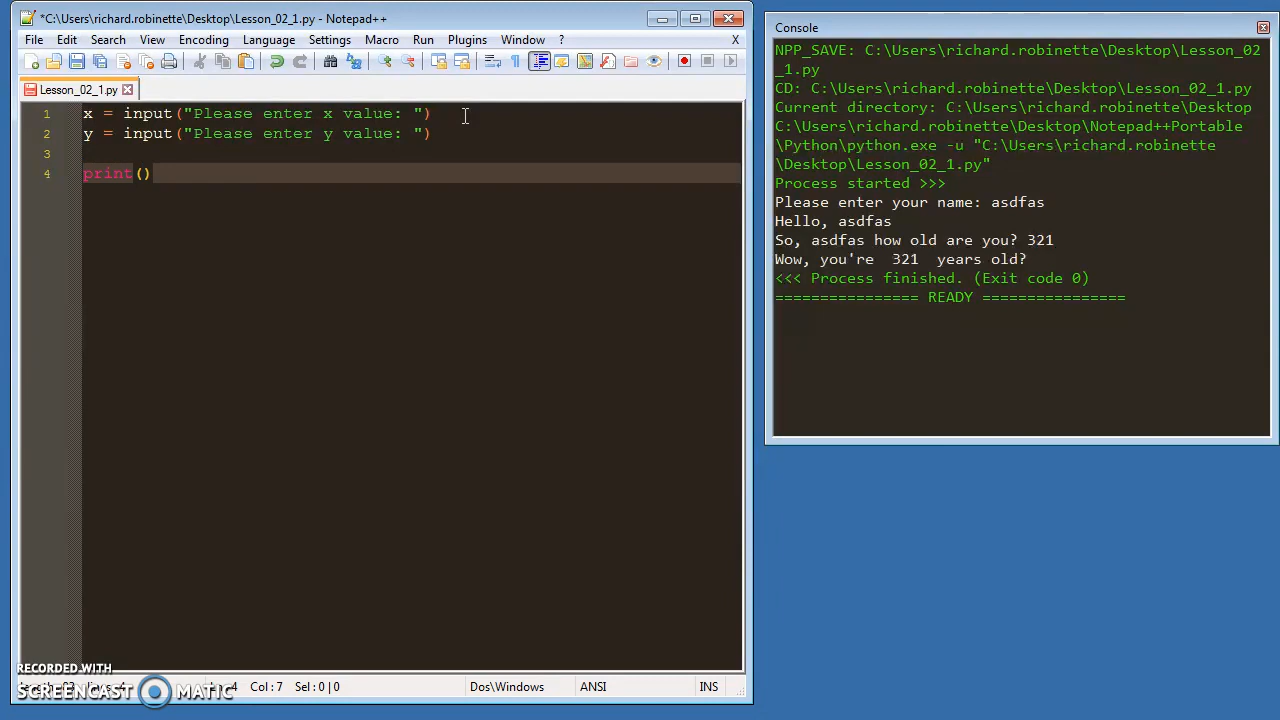 *C:\Users\richard.robinette\Desktop\Lesson_02_1.py - Notepad++
File Edit Search View Encoding Language Settings Macro Run Plugins Window ? X
Lesson_02_1.py
1 x = input("Please enter x value: ")
2 y = input("Please enter y value: ")
3
4 print()
Col:7 Sel:0|0 Dos\Windows ANSI INS
RECORDED WITH
SCREENCAST MATIC
Console
NPP_SAVE: C:\Users\richard.robinette\Desktop\Lesson_02
_1.py
CD: C:\Users\richard.robinette\Desktop\Lesson_02_1.py
Current directory: C:\Users\richard.robinette\Desktop
C:\Users\richard.robinette\Desktop\Notepad++Portable
\Python\python.exe -u "C:\Users\richard.robinette
\Desktop\Lesson_02_1.py"
Process started >>>
Please enter your name: asdfas
Hello, asdfas
So, asdfas how old are you? 321
Wow, you're  321  years old?
<<< Process finished. (Exit code 0)
================ READY ================